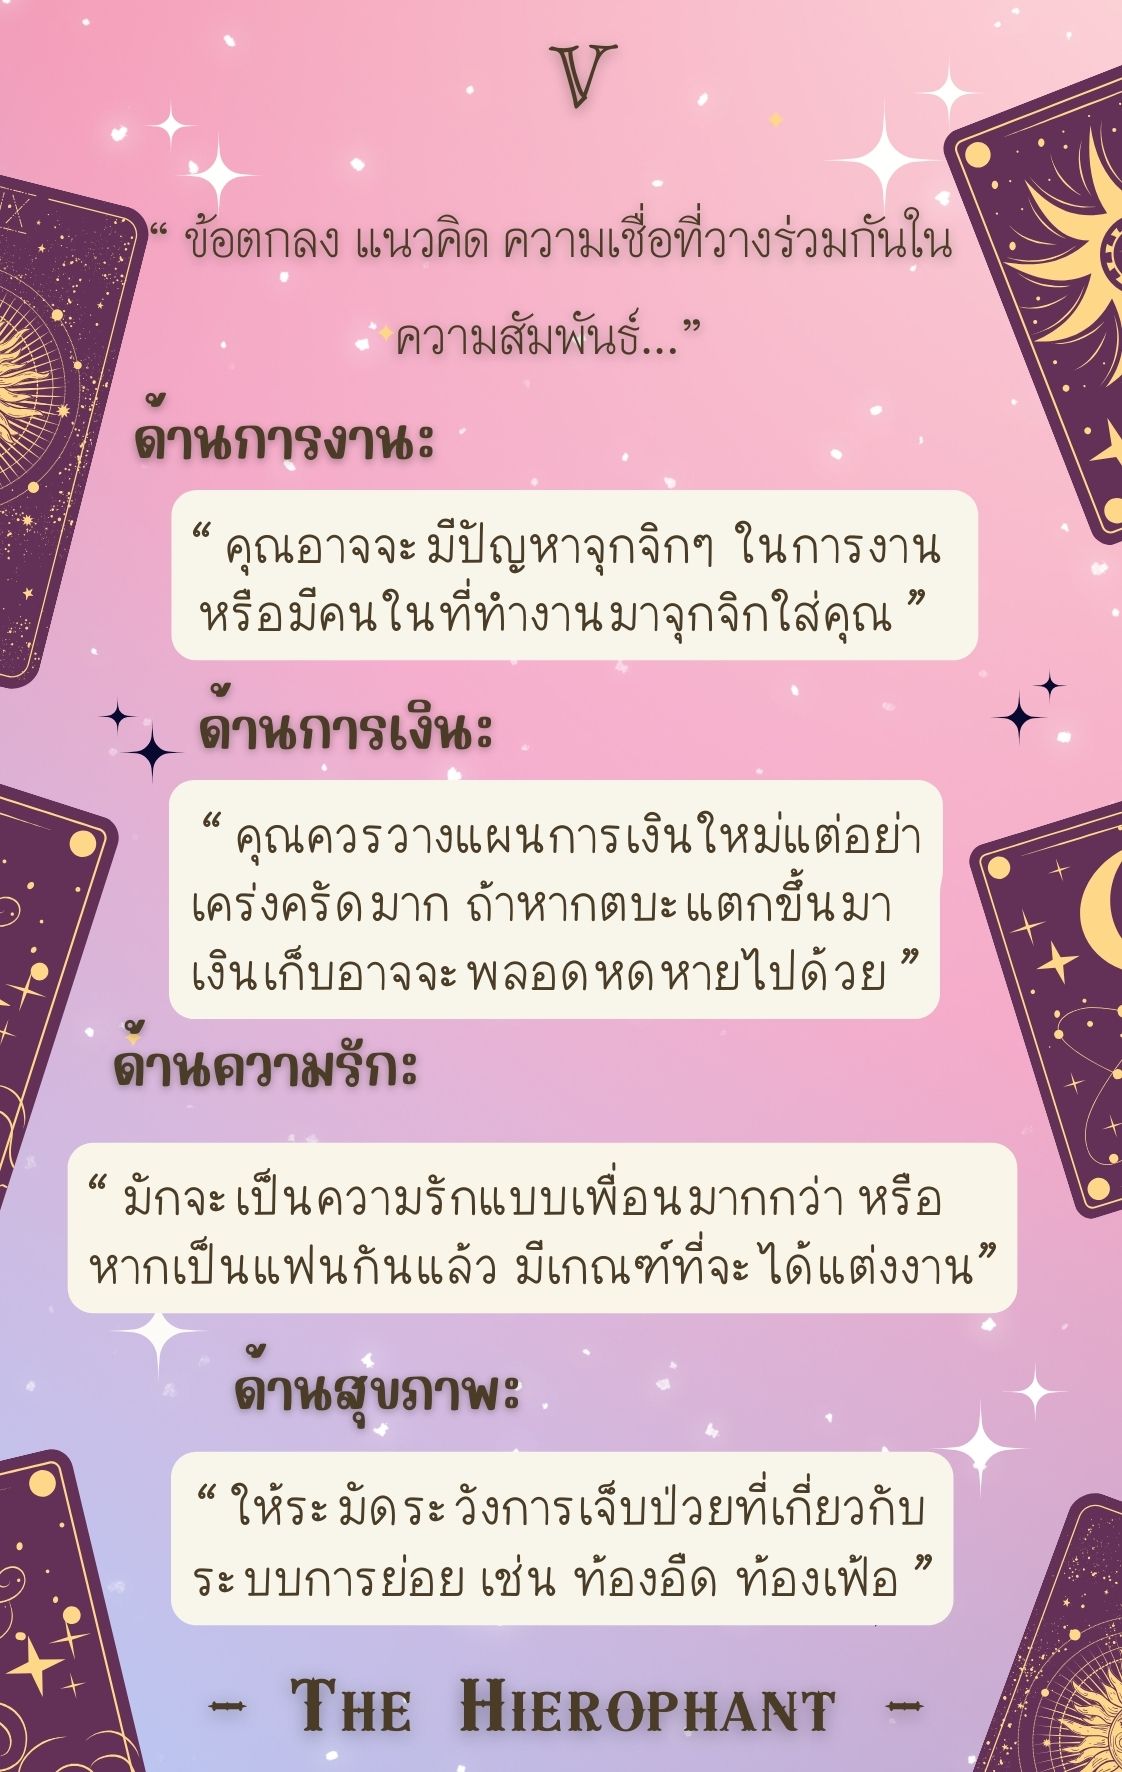 V
“ ข้อตกลง แนวคิด ความเชื่อที่วางร่วมกันใน
ความสัมพันธ์...”
ด้านการงาน:
“ คุณอาจจะมีปัญหาจุกจิกๆ ในการงาน
หรือมีคนในที่ทำงานมาจุกจิกใส่คุณ ”
ด้านการเงิน:
“ คุณควรวางแผนการเงินใหม่แต่อย่า
เคร่งครัดมาก ถ้าหากตบะแตกขึ้นมา
เงินเก็บอาจจะพลอดหดหายไปด้วย ”
ด้านความรัก:
“ มักจะเป็นความรักแบบเพื่อนมากกว่า หรือ
หากเป็นแฟนกันแล้ว มีเกณฑ์ที่จะได้แต่งงาน”
ด้านสุขภาพ:
“ ให้ระมัดระวังการเจ็บป่วยที่เกี่ยวกับ
ระบบการย่อย เช่น ท้องอืด ท้องเฟ้อ ”
- The Hierophant -